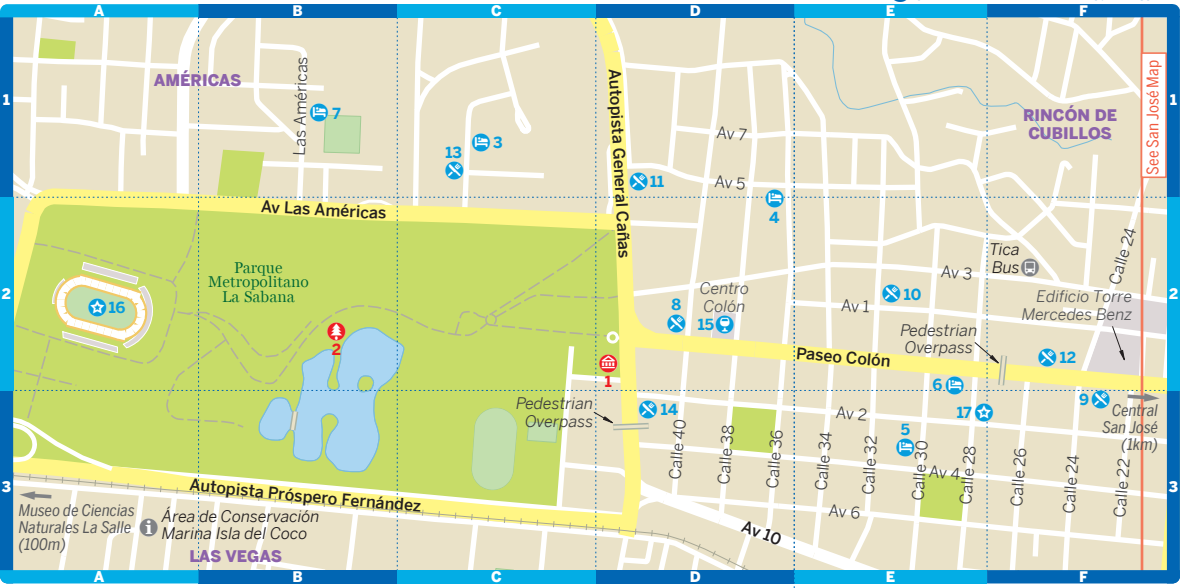 A
B
C
D
E
F
1
2
3
1
2
3
A
B
C
D
E
F
AMÉRICAS
Las Américas
7
3
13
Autopista General Cañas
11
Av 7
Av 5
4
RINCÓN DE
CUBILLOS
See San José Map
Av Las Américas
Parque
Metropolitano
La Sabana
16
2
1
8
Centro
Colón
15
Av 3
Av 1
10
Tica
Bus
Calle 24
Edificio Torre
Mercedes Benz
Pedestrian
Overpass
Paseo Colón
12
6
9
Central
San José
(1km)
17
5
Av 2
Pedestrian
Overpass
14
Calle 40
Calle 38
Calle 36
Calle 34
Calle 32
Calle 30
Calle 28
Calle 26
Calle 24
Calle 22
Av 4
Av 6
Av 10
Autopista Próspero Fernández
Museo de Ciencias
Naturales La Salle
(100m)
Área de Conservación
Marina Isla del Coco
LAS VEGAS